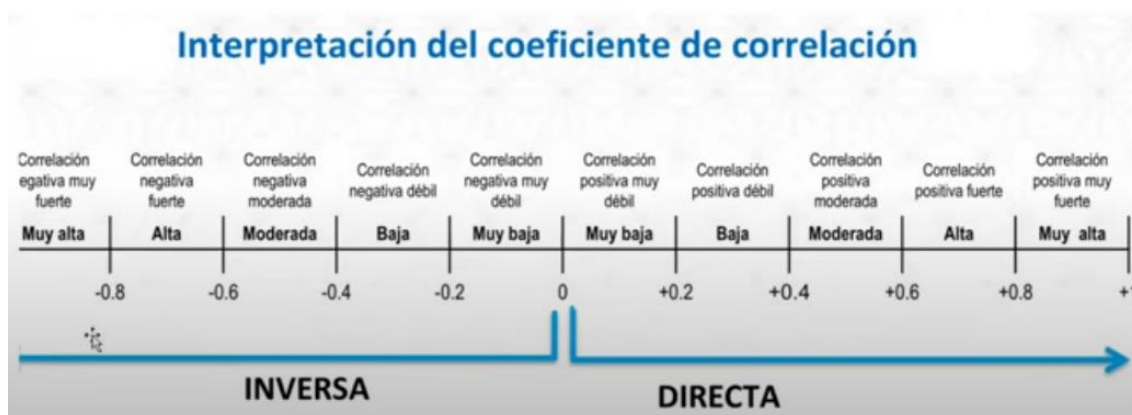 Interpretación del coeficiente de correlación
Correlación
egativa muy
fuerte
Correlación
negativa
fuerte
Correlación
negativa
moderada
Correlación
negativa débil
Correlación
negativa muy
débil
Correlación
positiva muy
débil
Correlación
positiva débil
Correlación
positiva
moderada
Correlación
positiva fuerte
Correlación
positiva muy
fuerte
Muy alta Alta Moderada Baja Muy baja Muy baja Baja Moderada Alta Muy alta
-0.8 -0.6 -0.4 -0.2 0 +0.2 +0.4 +0.6 +0.8 +1
INVERSA DIRECTA